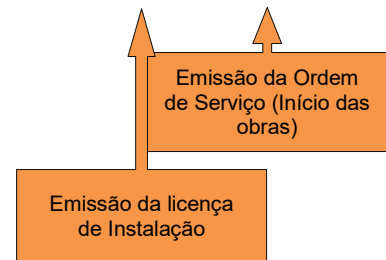 Emissão da Ordem
de Serviço (Início das
obras)
Emissão da licença
de Instalação